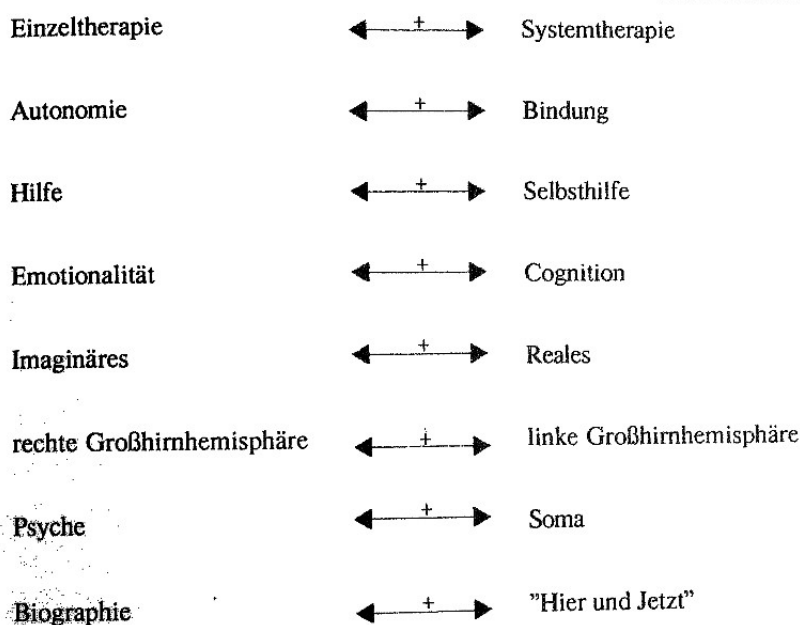 Einzeltherapie + Systemtherapie
Autonomie + Bindung
Hilfe + Selbsthilfe
Emotionalität + Cognition
Imaginäres + Reales
rechte Großhirnhemisphäre + linke Großhirnhemisphäre
Psyche + Soma
Biographie + ”Hier und Jetzt”